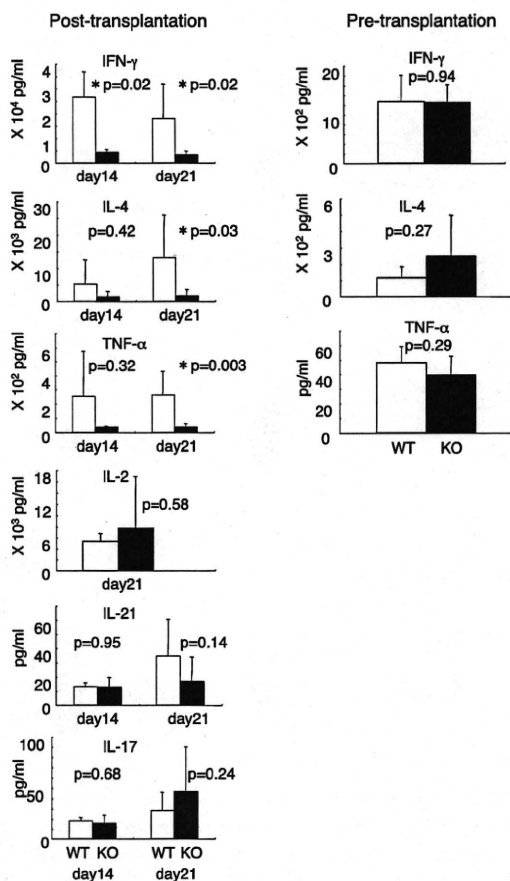 Post-transplantation
IFN-γ
* p=0.02 * p=0.02
X 10⁴ pg/ml
4
3
2
1
0
day14 day21
IL-4
p=0.42 * p=0.03
X 10³ pg/ml
30
20
10
0
day14 day21
TNF-α
p=0.32 * p=0.003
X 10² pg/ml
6
4
2
0
day14 day21
IL-2
p=0.58
X 10³ pg/ml
18
12
6
0
day21
IL-21
p=0.95 p=0.14
pg/ml
60
40
20
0
day14 day21
IL-17
p=0.68 p=0.24
pg/ml
100
50
0
WT KO WT KO
day14 day21
Pre-transplantation
IFN-γ
p=0.94
X 10² pg/ml
20
10
0
IL-4
p=0.27
X 10² pg/ml
6
3
0
TNF-α
p=0.29
pg/ml
60
40
20
0
WT KO